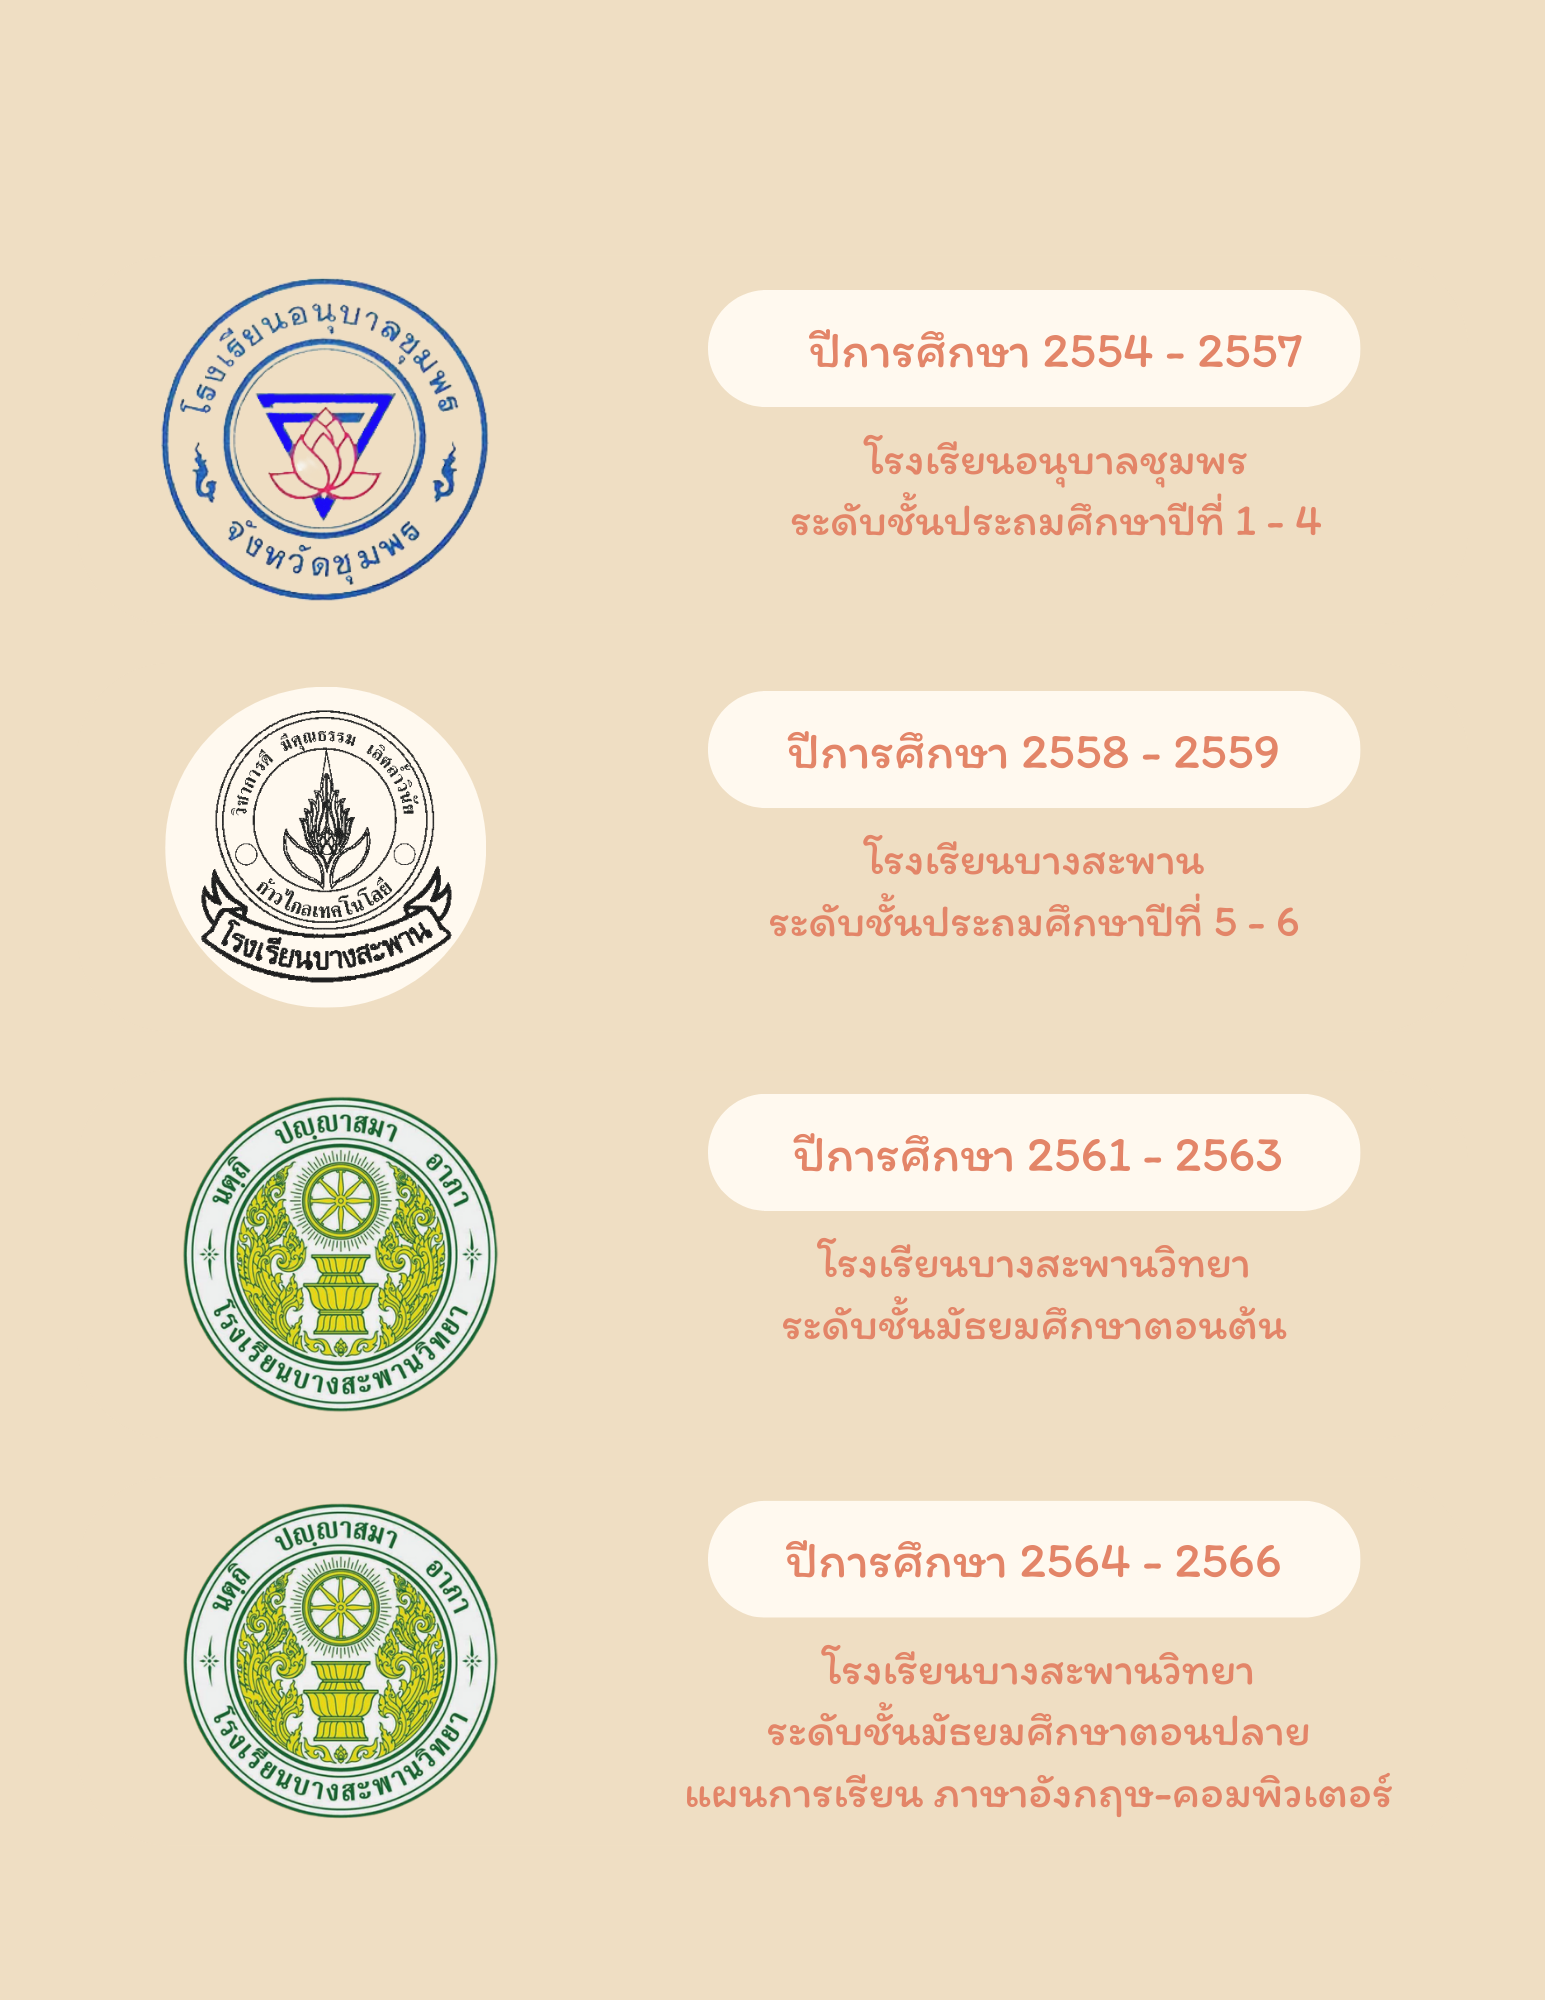 โรงเรียนอนุบาลชุมพร
จังหวัดชุมพร
ปีการศึกษา 2554 - 2557
โรงเรียนอนุบาลชุมพร
ระดับชั้นประถมศึกษาปีที่ 1 - 4
วิชาการดี มีคุณธรรม เลิศล้ำวินัย
ก้าวไกลเทคโนโลยี
โรงเรียนบางสะพาน
ปีการศึกษา 2558 - 2559
โรงเรียนบางสะพาน
ระดับชั้นประถมศึกษาปีที่ 5 - 6
นตฺถิ ปญฺญาสมา อาภา
โรงเรียนบางสะพานวิทยา
ปีการศึกษา 2561 - 2563
โรงเรียนบางสะพานวิทยา
ระดับชั้นมัธยมศึกษาตอนต้น
นตฺถิ ปญฺญาสมา อาภา
โรงเรียนบางสะพานวิทยา
ปีการศึกษา 2564 - 2566
โรงเรียนบางสะพานวิทยา
ระดับชั้นมัธยมศึกษาตอนปลาย
แผนการเรียน ภาษาอังกฤษ-คอมพิวเตอร์